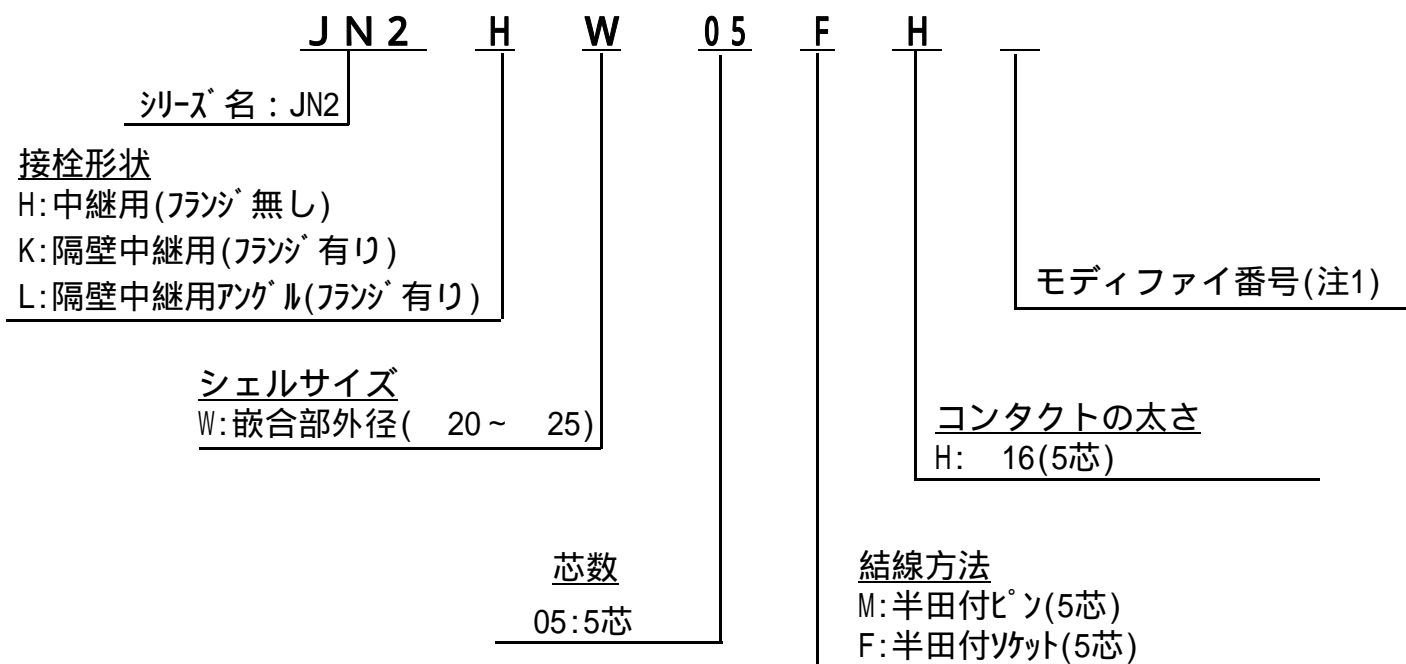 JN2 H W 05 F H
ｼﾘｰｽﾞ名:JN2
接栓形状
H:中継用(ﾌﾗﾝｼﾞ無し)
K:隔壁中継用(ﾌﾗﾝｼﾞ有り)
L:隔壁中継用ｱﾝｸﾞﾙ(ﾌﾗﾝｼﾞ有り)
モディファイ番号(注1)
シェルサイズ
W:嵌合部外径( 20~ 25)
コンタクトの太さ
H: 16(5芯)
芯数
05:5芯
結線方法
M:半田付ﾋﾟﾝ(5芯)
F:半田付ｿｹｯﾄ(5芯)